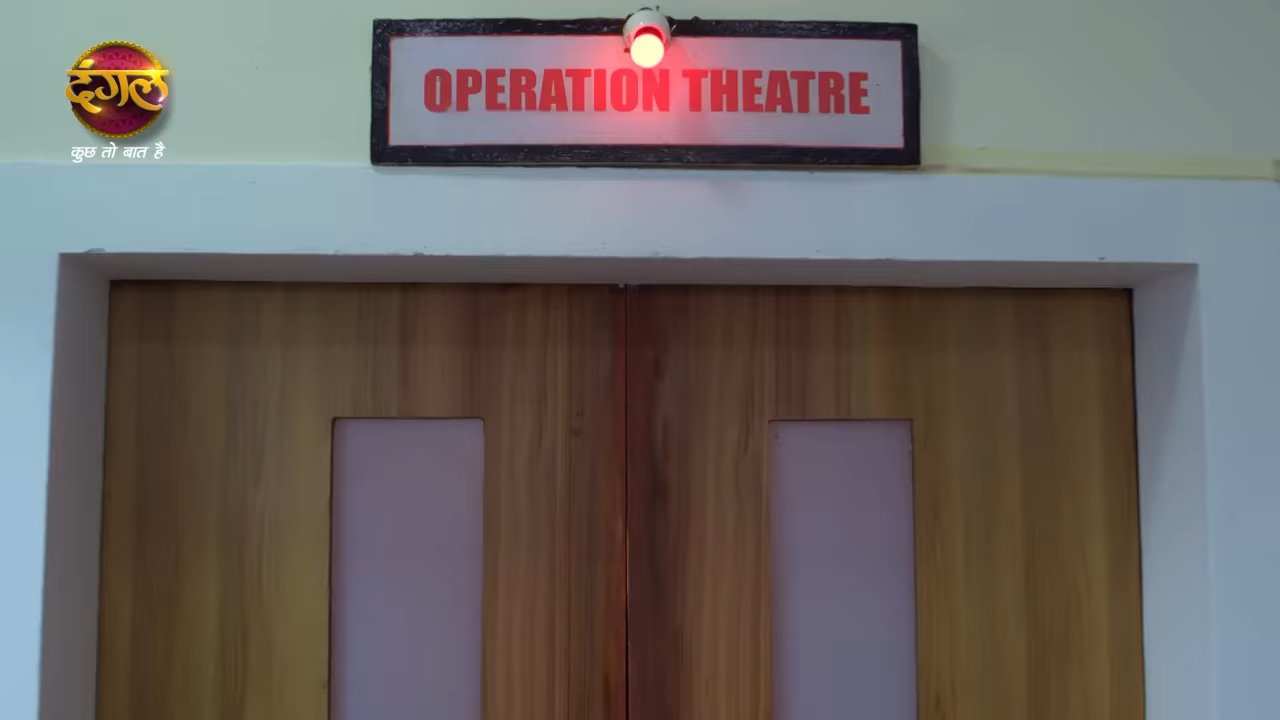 दंगल
कुछ तो बात है
OPERATION THEATRE